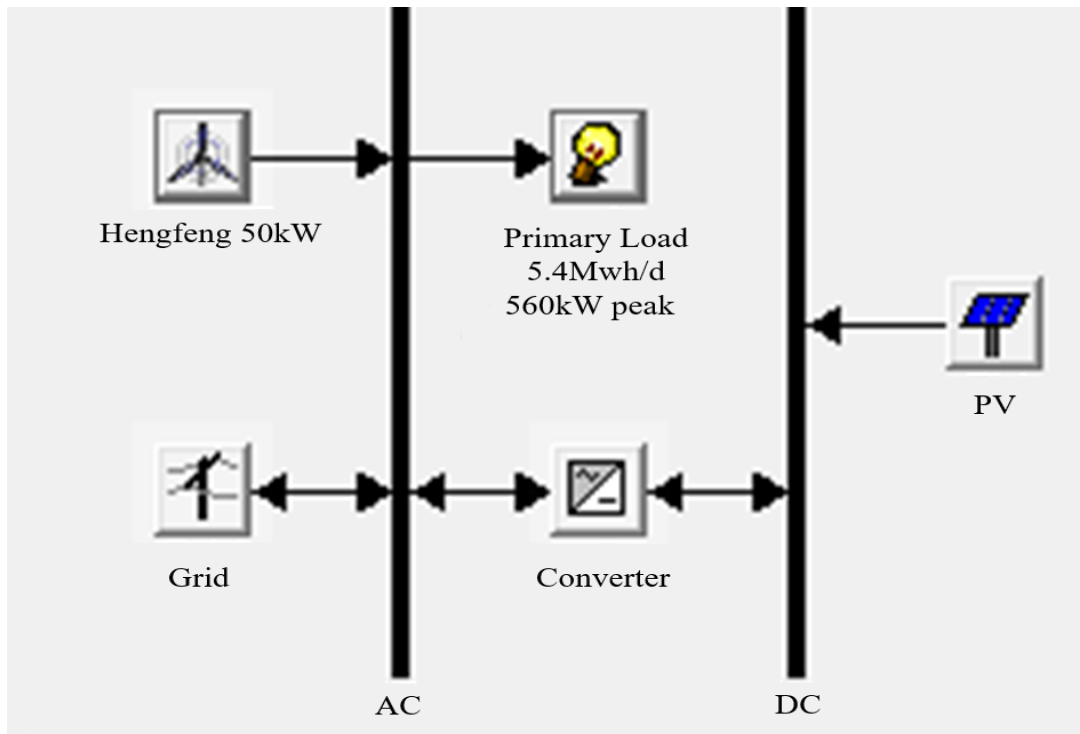 Hengfeng 50kW
Primary Load
5.4Mwh/d
560kW peak
PV
Grid
Converter
AC
DC